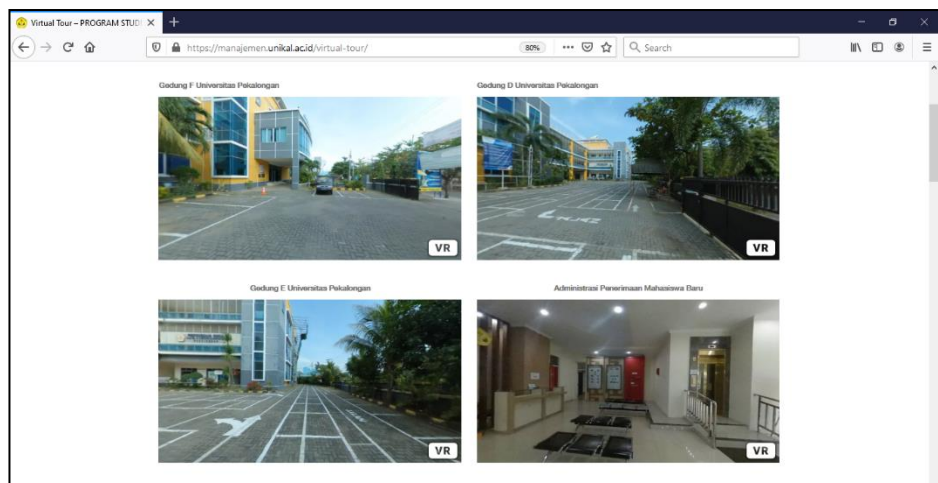 Virtual Tour – PROGRAM STUDI
https://manajemen.unikal.ac.id/virtual-tour/
80%
Search
Gedung F Universitas Pekalongan
Gedung D Universitas Pekalongan
VR
VR
Gedung E Universitas Pekalongan
Administrasi Penerimaan Mahasiswa Baru
VR
VR